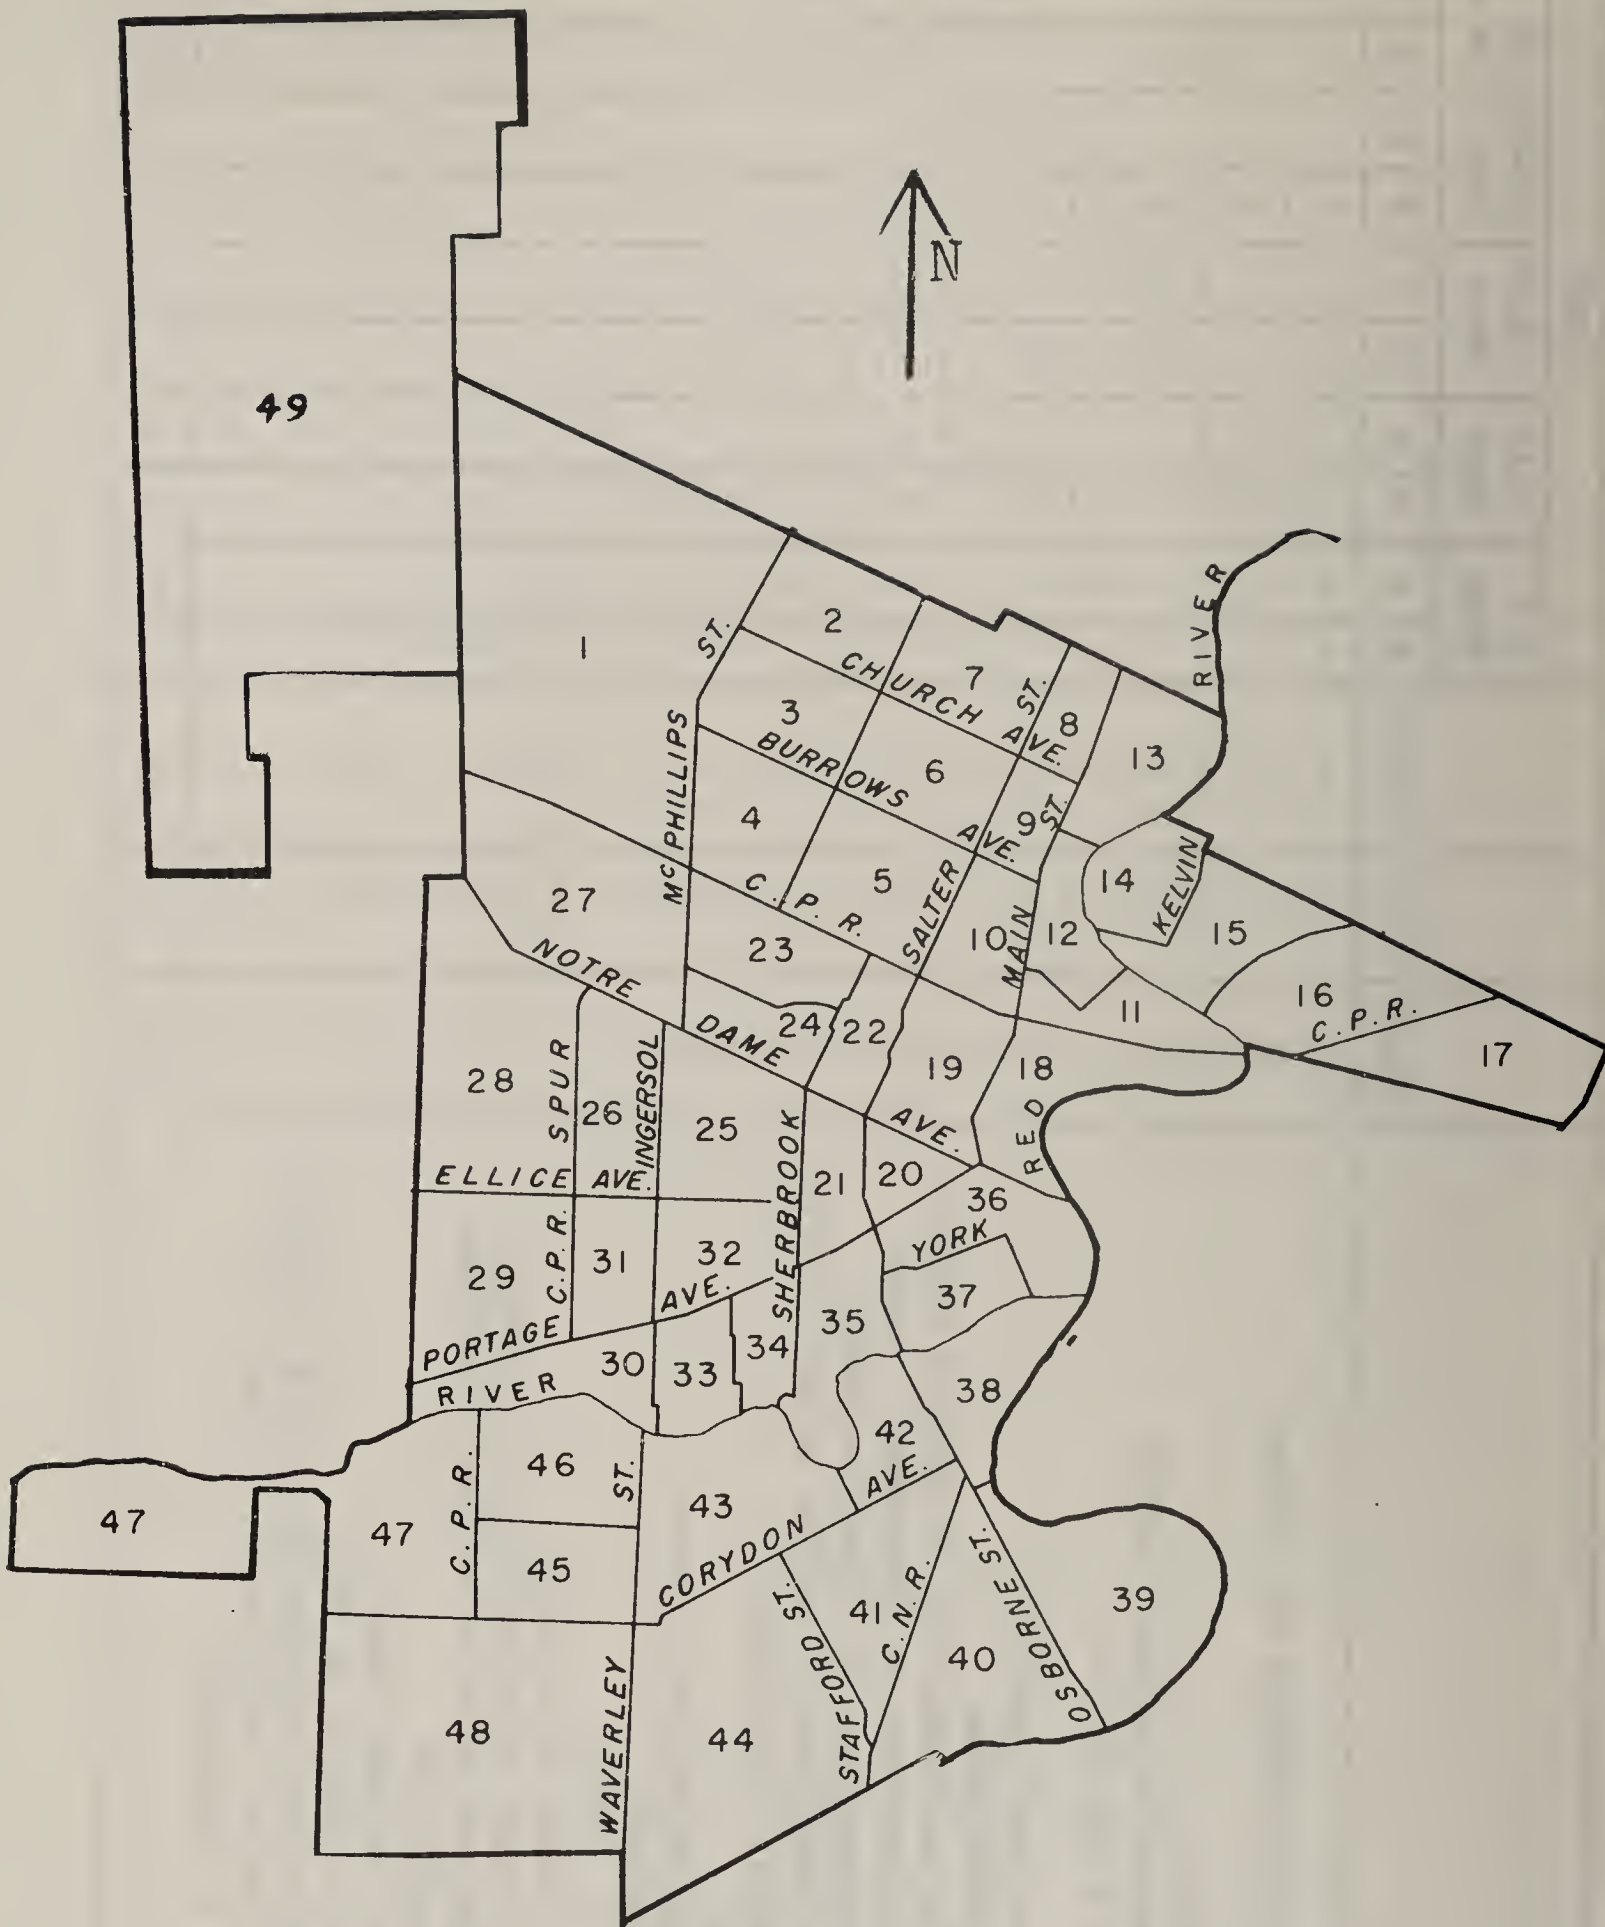 N
49
RIVER
1
2
CHURCH AVE.
7
ST.
8
13
McPHILLIPS ST.
3
BURROWS AVE.
6
9
4
5
SALTER ST.
MAIN ST.
10
12
14
KELVIN
15
27
C. P. R.
23
24
22
11
16
C. P. R.
17
NOTRE DAME AVE.
19
18
RED
28
C.P.R. SPUR
26
INGERSOL
25
SHERBROOK
21
20
36
ELLICE AVE.
YORK
29
31
32
37
PORTAGE AVE.
30
33
34
35
38
RIVER
46
ST.
42
47
47
C. P. R.
43
45
CORYDON AVE.
STAFFORD ST.
41
C. N. R.
40
OSBORNE ST.
39
48
WAVERLEY
44